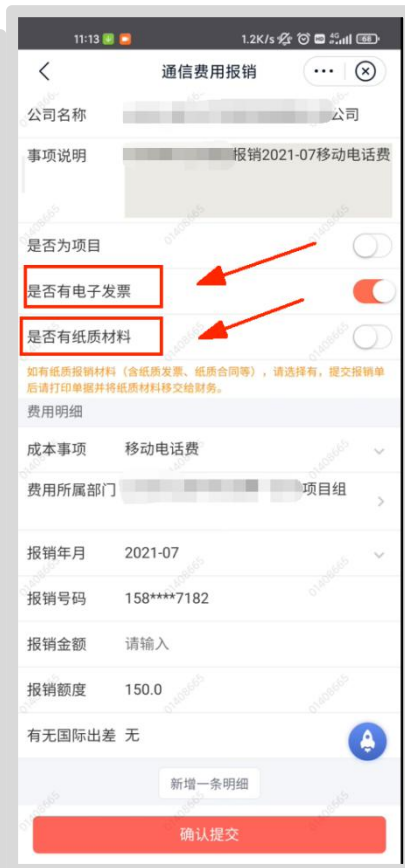 11:13 1.2K/s 4G 66
通信费用报销
公司名称 公司
事项说明 报销2021-07移动电话费
是否为项目
是否有电子发票
是否有纸质材料
如有纸质报销材料（含纸质发票、纸质合同等），请选择有，提交报销单
后请打印单据并将纸质材料移交给财务。
费用明细
成本事项 移动电话费
费用所属部门 项目组
报销年月 2021-07
报销号码 158****7182
报销金额 请输入
报销额度 150.0
有无国际出差 无
新增一条明细
确认提交
01408665